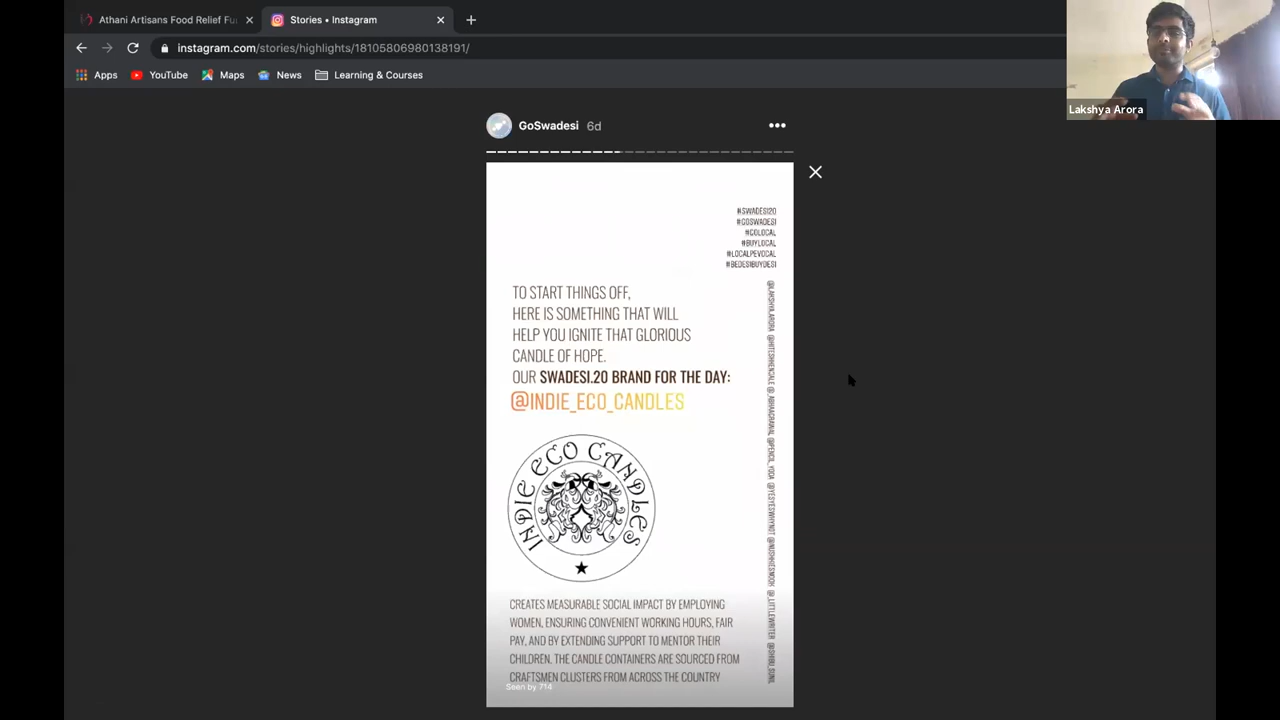 Athani Artisans Food Relief Fu
Stories • Instagram
instagram.com/stories/highlights/18105806980138191/
Apps
YouTube
Maps
News
Learning & Courses
Lakshya Arora
GoSwadesi 6d
#SWADESI20
#GOSWADESI
#GOLOCAL
#BUYLOCAL
#LOCALPEVOCAL
#BEDESIBUYDESI
TO START THINGS OFF,
HERE IS SOMETHING THAT WILL
HELP YOU IGNITE THAT GLORIOUS
CANDLE OF HOPE.
OUR SWADESI.20 BRAND FOR THE DAY:
@INDIE_ECO_CANDLES
INDIE ECO CANDLES
CREATES MEASURABLE SOCIAL IMPACT BY EMPLOYING
WOMEN, ENSURING CONVENIENT WORKING HOURS, FAIR
PAY, AND BY EXTENDING SUPPORT TO MENTOR THEIR
CHILDREN. THE CANDLE CONTAINERS ARE SOURCED FROM
CRAFTSMEN CLUSTERS FROM ACROSS THE COUNTRY
Seen by 714